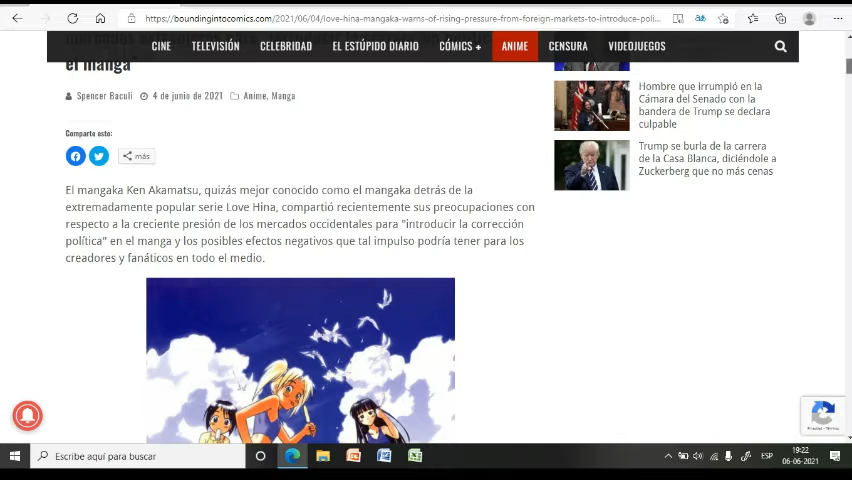 https://boundingintocomics.com/2021/06/04/love-hina-mangaka-warns-of-rising-pressure-from-foreign-markets-to-introduce-poli...
CINE TELEVISIÓN CELEBRIDAD EL ESTÚPIDO DIARIO CÓMICS + ANIME CENSURA VIDEOJUEGOS
el manga"
Spencer Baculi 4 de junio de 2021 Anime, Manga
Comparte esto:
más
El mangaka Ken Akamatsu, quizás mejor conocido como el mangaka detrás de la
extremadamente popular serie Love Hina, compartió recientemente sus preocupaciones con
respecto a la creciente presión de los mercados occidentales para "introducir la corrección
política" en el manga y los posibles efectos negativos que tal impulso podría tener para los
creadores y fanáticos en todo el medio.
Hombre que irrumpió en la
Cámara del Senado con la
bandera de Trump se declara
culpable
Trump se burla de la carrera
de la Casa Blanca, diciéndole a
Zuckerberg que no más cenas
Escribe aquí para buscar
ESP
19:22
06-06-2021